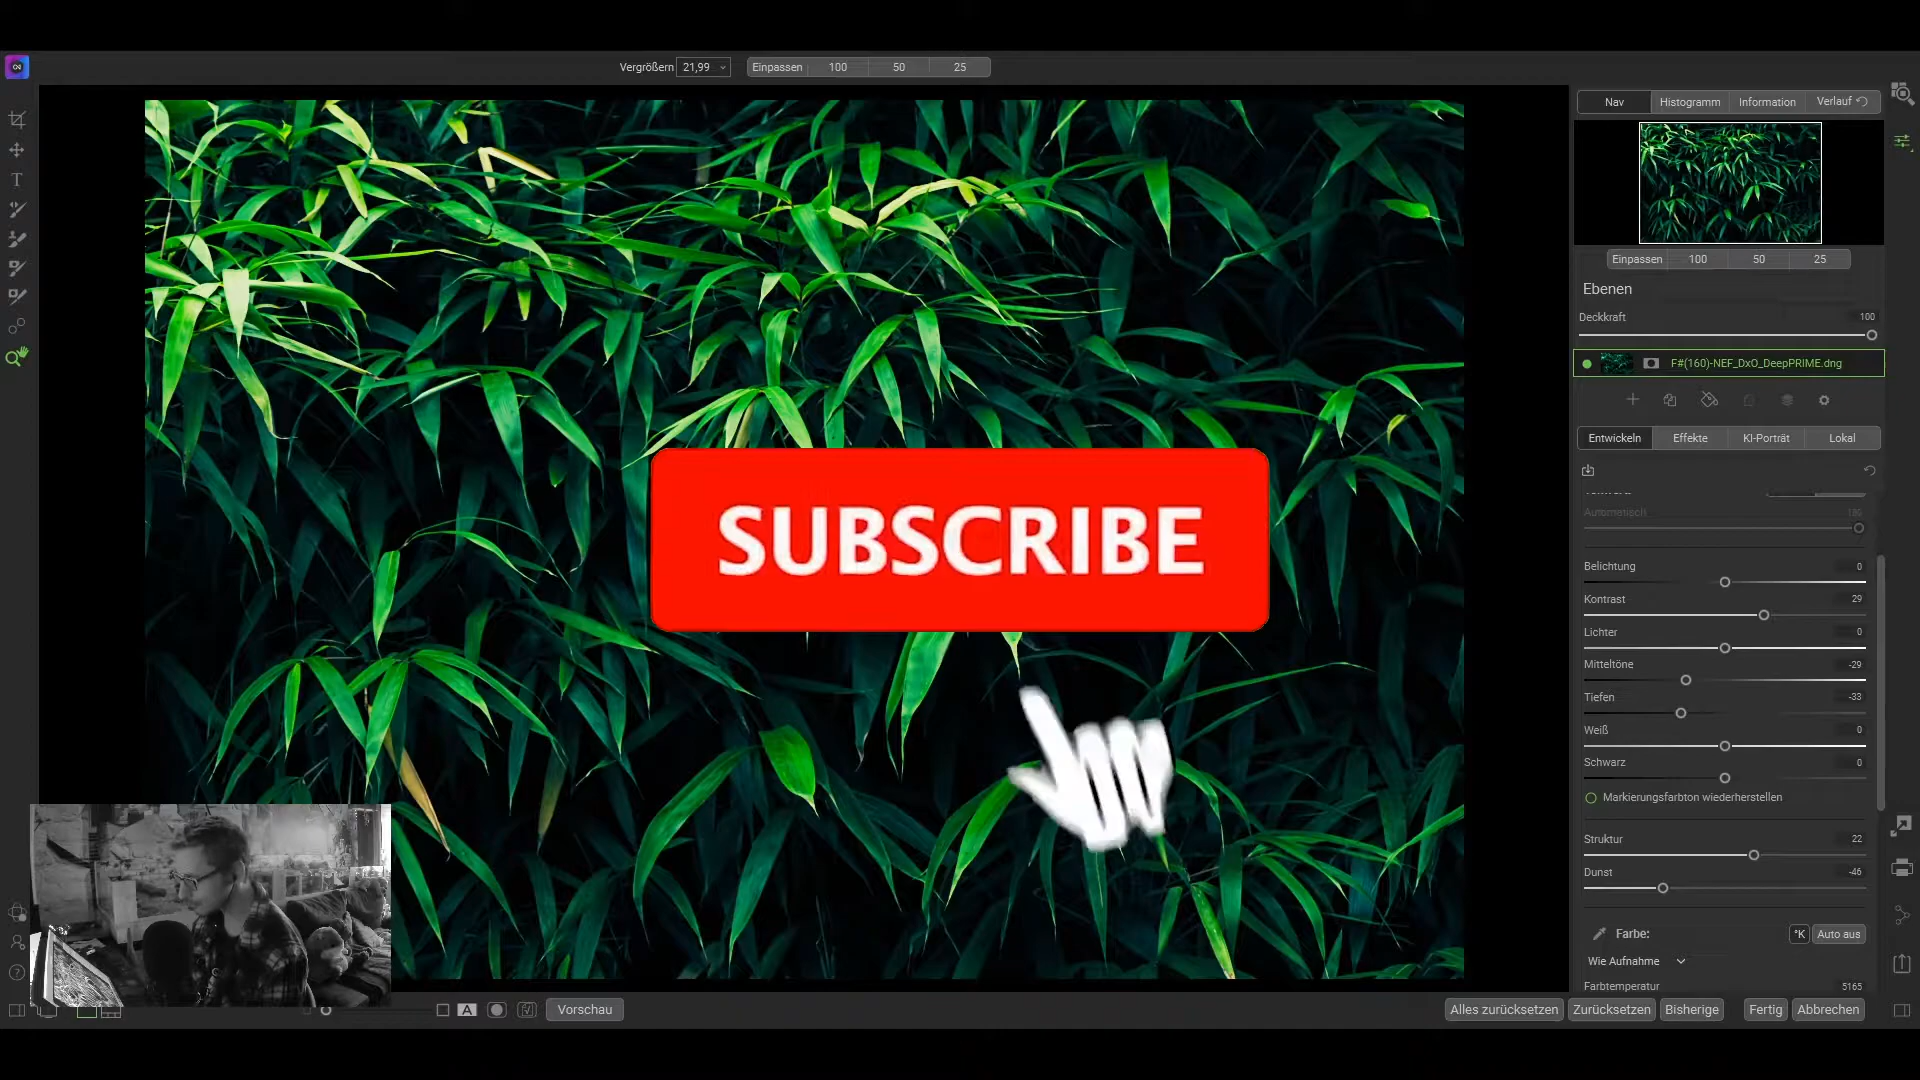 Vergrößern 21,99 Einpassen 100 50 25
Nav Histogramm Information Verlauf
Einpassen 100 50 25
Ebenen
Deckkraft 100
F#(160)-NEF_DxO_DeepPRIME.dng
Entwickeln Effekte KI-Porträt Lokal
Automatisch 180
Belichtung 0
Kontrast 29
Lichter 0
Mitteltöne -29
Tiefen -33
Weiß 0
Schwarz 0
Markierungsfarbton wiederherstellen
Struktur 22
Dunst -46
Farbe: °K Auto aus
Wie Aufnahme
Farbtemperatur 5165
SUBSCRIBE
A Vorschau Alles zurücksetzen Zurücksetzen Bisherige Fertig Abbrechen